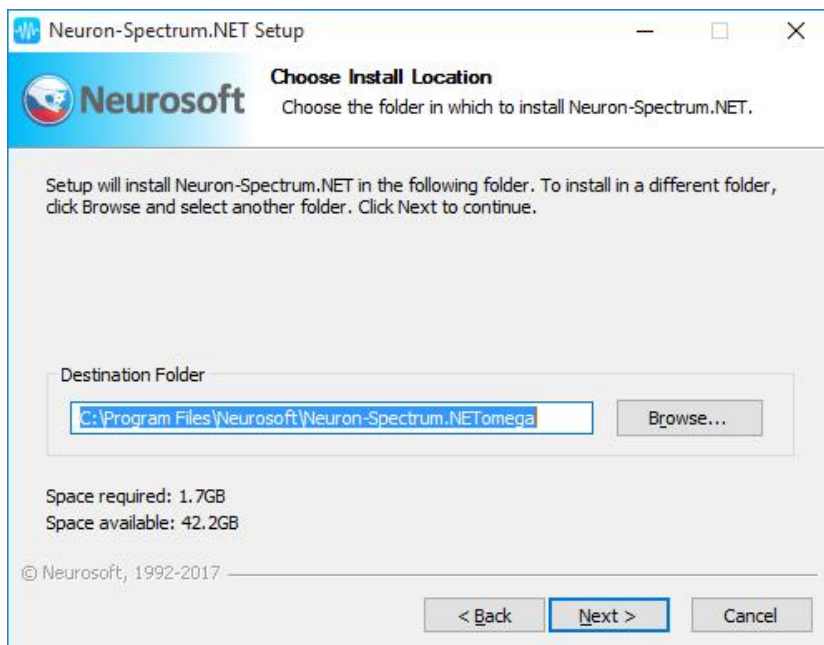 Neuron-Spectrum.NET Setup
Neurosoft
Choose Install Location
Choose the folder in which to install Neuron-Spectrum.NET.
Setup will install Neuron-Spectrum.NET in the following folder. To install in a different folder,
click Browse and select another folder. Click Next to continue.
Destination Folder
C:\Program Files\Neurosoft\Neuron-Spectrum.NETomega
Browse...
Space required: 1.7GB
Space available: 42.2GB
© Neurosoft, 1992-2017
< Back Next > Cancel